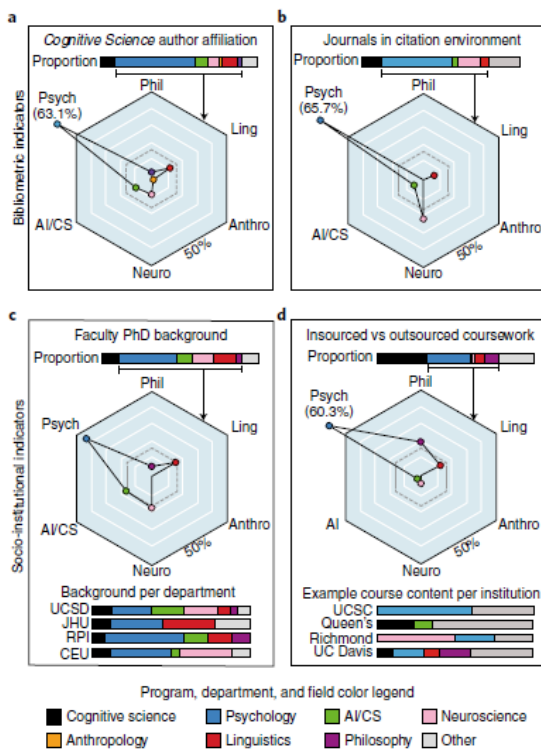 a
Cognitive Science author affiliation
Proportion
Phil
Psych
(63.1%)
Ling
AI/CS
Anthro
Neuro
50%
Bibliometric indicators
b
Journals in citation environment
Proportion
Psych
(65.7%)
Ling
AI/CS
Anthro
Neuro
50%
c
Faculty PhD background
Proportion
Phil
Psych
Ling
AI/CS
Anthro
Neuro
50%
Socio-institutional indicators
Background per department
UCSD
JHU
RPI
CEU
d
Insourced vs outsourced coursework
Proportion
Phil
Psych
(60.3%)
Ling
AI
Anthro
Neuro
50%
Example course content per institution
UCSC
Queen's
Richmond
UC Davis
Program, department, and field color legend
Cognitive science
Psychology
AI/CS
Neuroscience
Anthropology
Linguistics
Philosophy
Other